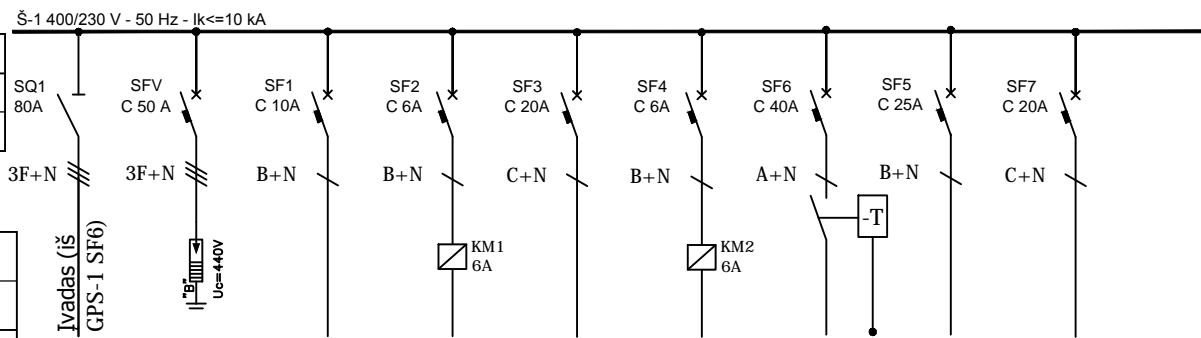 Š-1 400/230 V - 50 Hz - Ik<=10 kA
SQ1
80A
3F+N
Įvadas (iš
GPS-1 SF6)
SFV
C 50 A
3F+N
"B"
Uc=440V
SF1
C 10A
B+N
SF2
C 6A
B+N
KM1
6A
SF3
C 20A
C+N
SF4
C 6A
B+N
KM2
6A
SF6
C 40A
A+N
-T
SF5
C 25A
B+N
SF7
C 20A
C+N